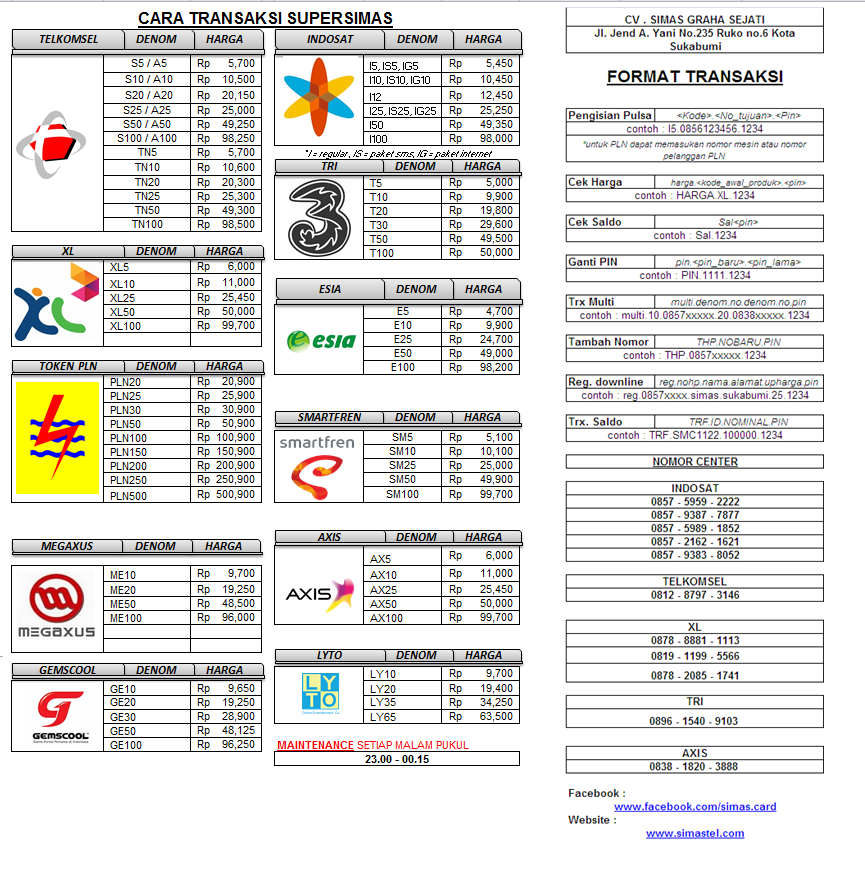 CARA TRANSAKSI SUPERSIMAS
TELKOMSEL DENOM HARGA
S5 / A5 Rp 5,700
S10 / A10 Rp 10,500
S20 / A20 Rp 20,150
S25 / A25 Rp 25,000
S50 / A50 Rp 49,250
S100 / A100 Rp 98,250
TN5 Rp 5,700
TN10 Rp 10,600
TN20 Rp 20,300
TN25 Rp 25,300
TN50 Rp 49,300
TN100 Rp 98,500
XL DENOM HARGA
XL
XL5 Rp 6,000
XL10 Rp 11,000
XL25 Rp 25,450
XL50 Rp 50,000
XL100 Rp 99,700
TOKEN PLN DENOM HARGA
PLN20 Rp 20,900
PLN25 Rp 25,900
PLN30 Rp 30,900
PLN50 Rp 50,900
PLN100 Rp 100,900
PLN150 Rp 150,900
PLN200 Rp 200,900
PLN250 Rp 250,900
PLN500 Rp 500,900
MEGAXUS DENOM HARGA
MEGAXUS
ME10 Rp 9,700
ME20 Rp 19,250
ME50 Rp 48,500
ME100 Rp 96,000
GEMSCOOL DENOM HARGA
GEMSCOOL
GE10 Rp 9,650
GE20 Rp 19,250
GE30 Rp 28,900
GE50 Rp 48,125
GE100 Rp 96,250
INDOSAT DENOM HARGA
I5, IS5, IG5 Rp 5,450
I10, IS10, IG10 Rp 10,450
I12 Rp 12,450
I25, IS25, IG25 Rp 25,250
I50 Rp 49,350
I100 Rp 98,000
*I = regular, IS = paket sms, IG = paket internet
TRI DENOM HARGA
3
T5 Rp 5,000
T10 Rp 9,900
T20 Rp 19,800
T30 Rp 29,600
T50 Rp 49,500
T100 Rp 50,000
ESIA DENOM HARGA
esia
E5 Rp 4,700
E10 Rp 9,900
E25 Rp 24,700
E50 Rp 49,000
E100 Rp 98,200
SMARTFREN DENOM HARGA
smartfren
SM5 Rp 5,100
SM10 Rp 10,100
SM25 Rp 25,000
SM50 Rp 49,900
SM100 Rp 99,700
AXIS DENOM HARGA
AXIS
AX5 Rp 6,000
AX10 Rp 11,000
AX25 Rp 25,450
AX50 Rp 50,000
AX100 Rp 99,700
LYTO DENOM HARGA
LY
TO
LY10 Rp 9,700
LY20 Rp 19,400
LY35 Rp 34,250
LY65 Rp 63,500
MAINTENANCE SETIAP MALAM PUKUL
23.00 - 00.15
CV . SIMAS GRAHA SEJATI
Jl. Jend A. Yani No.235 Ruko no.6 Kota
Sukabumi
FORMAT TRANSAKSI
Pengisian Pulsa <Kode>.<No_tujuan>.<Pin>
contoh : I5.0856123456.1234
*untuk PLN dapat memasukan nomor mesin atau nomor
pelanggan PLN
Cek Harga harga.<kode_awal_produk>.<pin>
contoh : HARGA.XL.1234
Cek Saldo Sal<pin>
contoh : Sal.1234
Ganti PIN pin.<pin_baru>.<pin_lama>
contoh : PIN.1111.1234
Trx Multi multi.denom.no.denom.no.pin
contoh : multi.10.0857xxxxx.20.0838xxxxx.1234
Tambah Nomor THP.NOBARU.PIN
contoh : THP.0857xxxxx.1234
Reg. downline reg.nohp.nama.alamat.upharga.pin
contoh : reg.0857xxxx.simas.sukabumi.25.1234
Trx. Saldo TRF.ID.NOMINAL.PIN
contoh : TRF.SMC1122.100000.1234
NOMOR CENTER
INDOSAT
0857 - 5959 - 2222
0857 - 9387 - 7877
0857 - 5989 - 1852
0857 - 2162 - 1621
0857 - 9383 - 8052
TELKOMSEL
0812 - 8797 - 3146
XL
0878 - 8881 - 1113
0819 - 1199 - 5566
0878 - 2085 - 1741
TRI
0896 - 1540 - 9103
AXIS
0838 - 1820 - 3888
Facebook :
www.facebook.com/simas.card
Website :
www.simastel.com